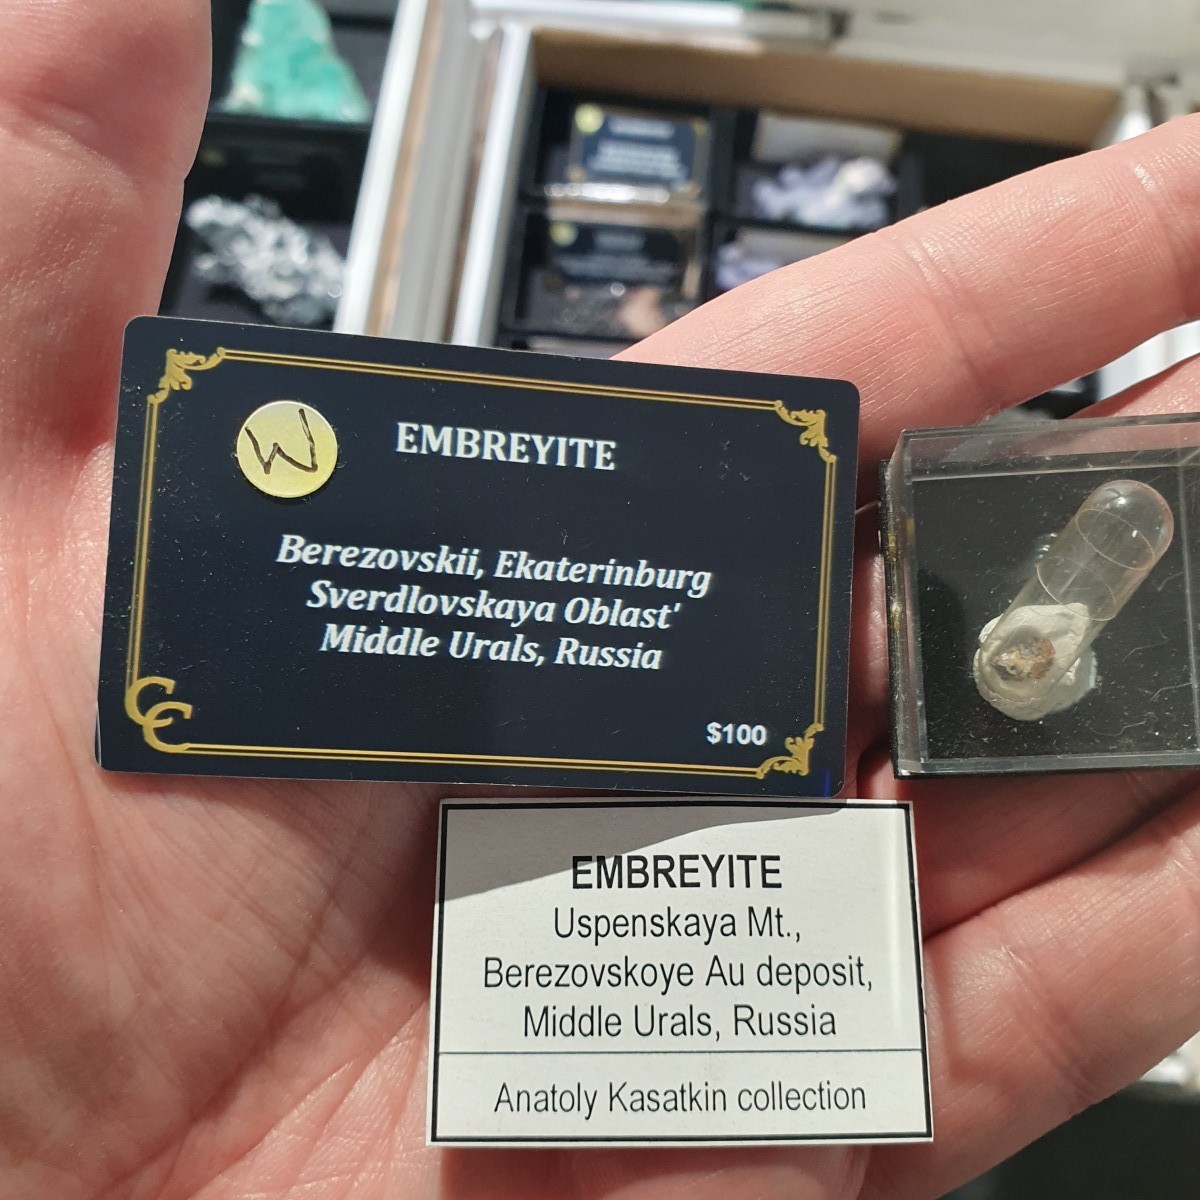 W
EMBREYITE
Berezovskii, Ekaterinburg
Sverdlovskaya Oblast'
Middle Urals, Russia
CC
$100
EMBREYITE
Uspenskaya Mt.,
Berezovskoye Au deposit,
Middle Urals, Russia
Anatoly Kasatkin collection